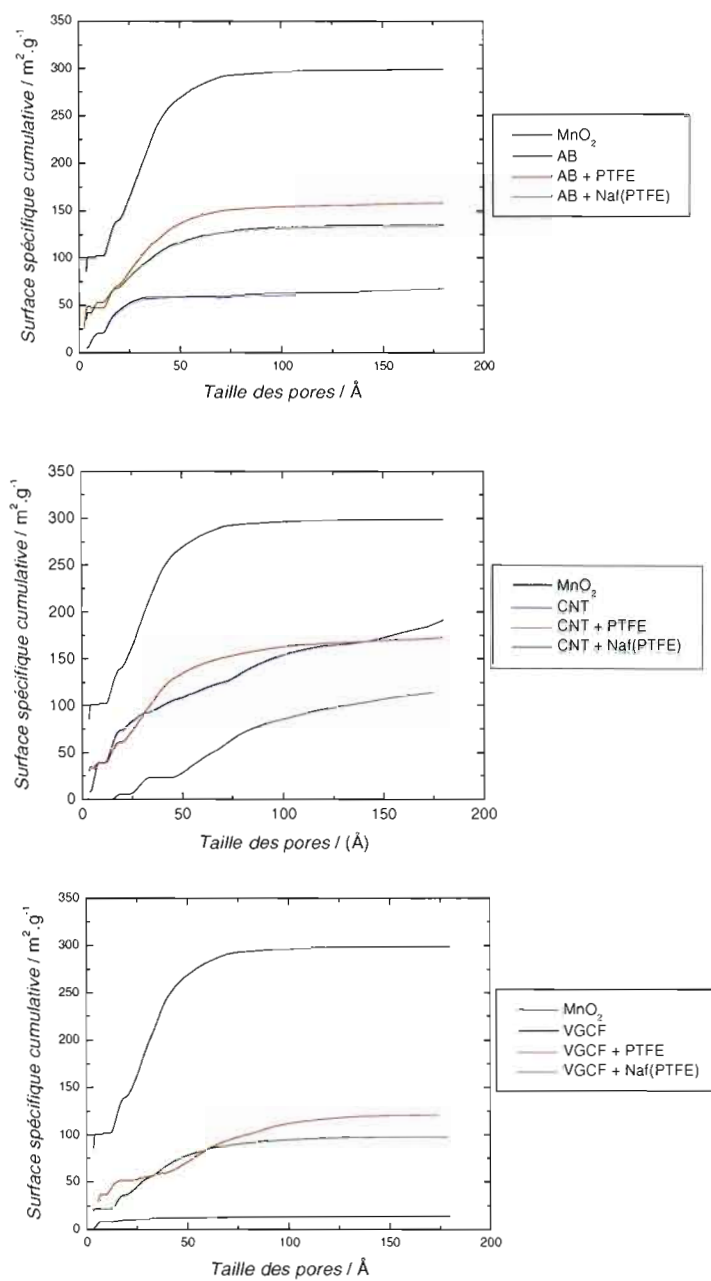 350
300
250
200
150
100
50
0
Surface spécifique cumulative / m².g⁻¹
0 50 100 150 200
Taille des pores / Å
MnO₂
AB
AB + PTFE
AB + Naf(PTFE)
350
300
250
200
150
100
50
0
Surface spécifique cumulative / m².g⁻¹
0 50 100 150 200
Taille des pores / (Å)
MnO₂
CNT
CNT + PTFE
CNT + Naf(PTFE)
350
300
250
200
150
100
50
0
Surface spécifique cumulative / m².g⁻¹
0 50 100 150 200
Taille des pores / Å
MnO₂
VGCF
VGCF + PTFE
VGCF + Naf(PTFE)